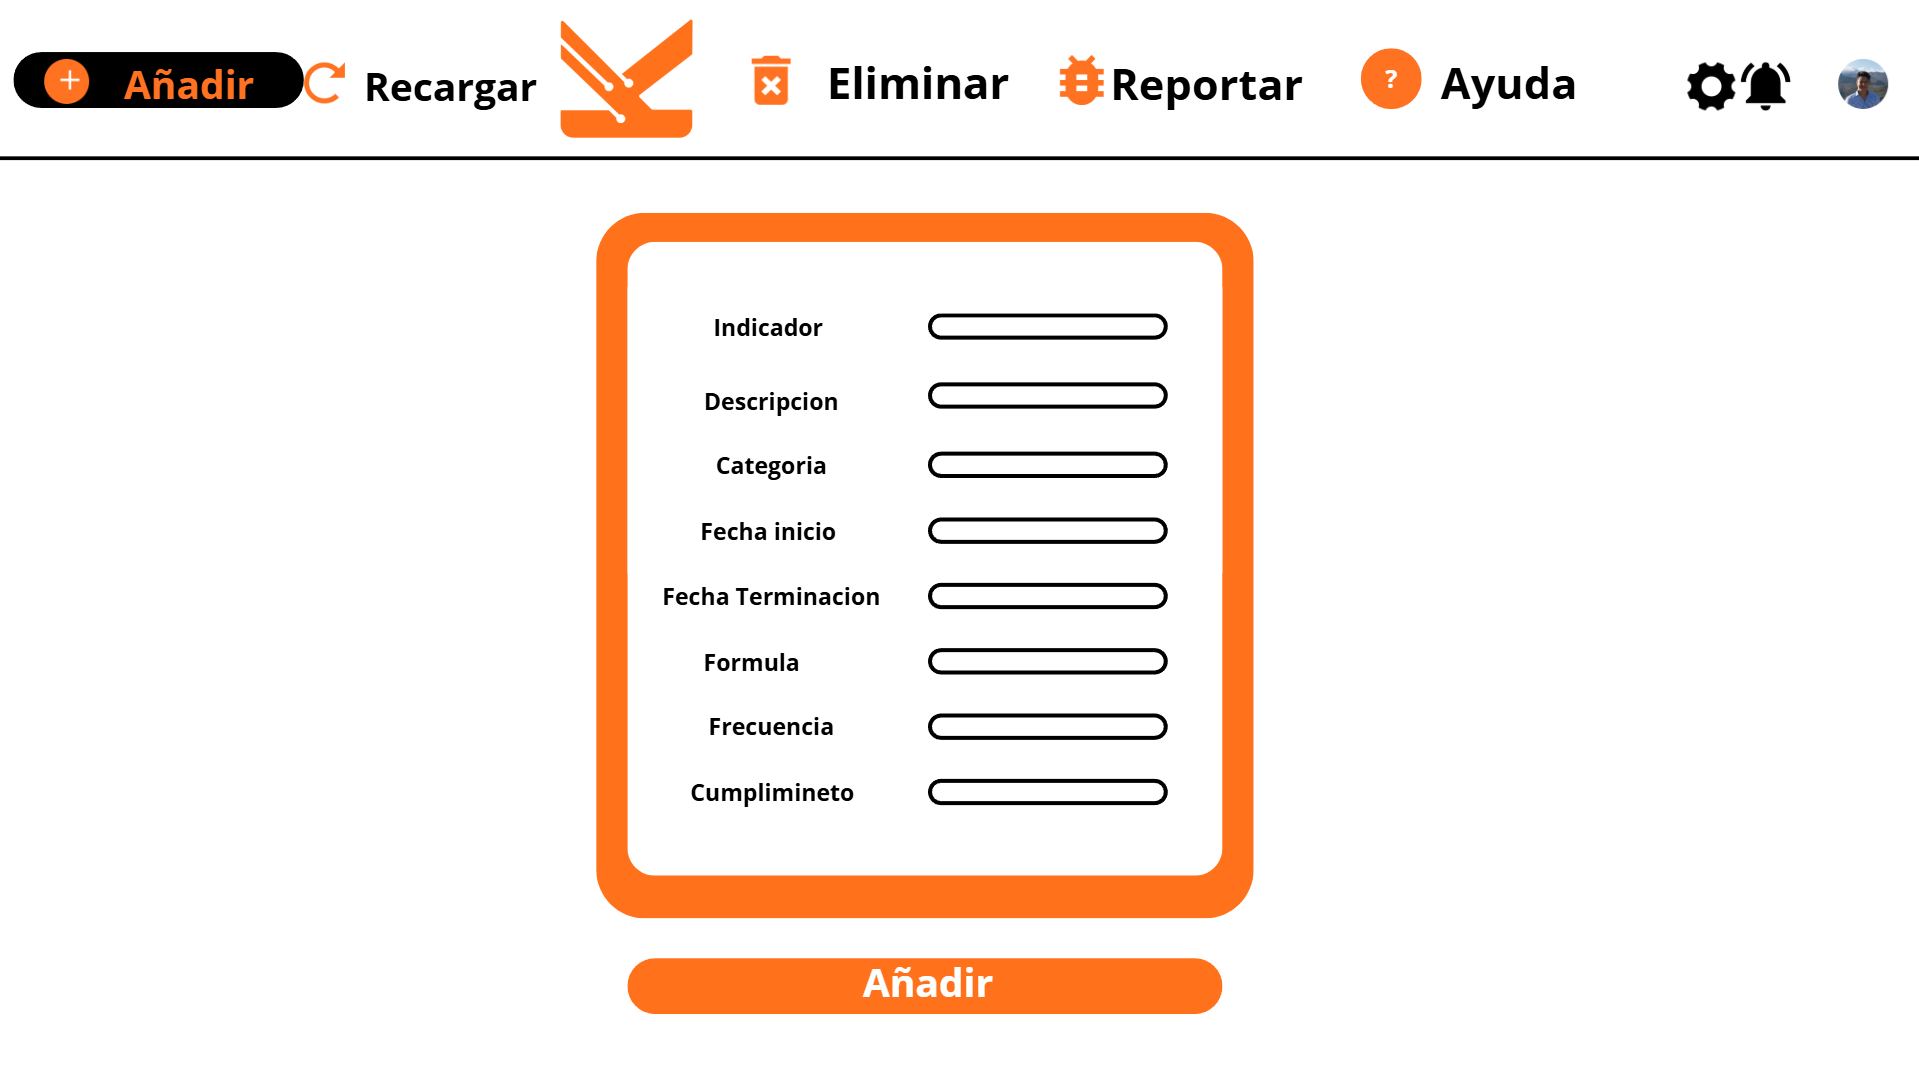 Añadir
Recargar
Eliminar
Reportar
?
Ayuda
Indicador
Descripcion
Categoria
Fecha inicio
Fecha Terminacion
Formula
Frecuencia
Cumplimineto
Añadir